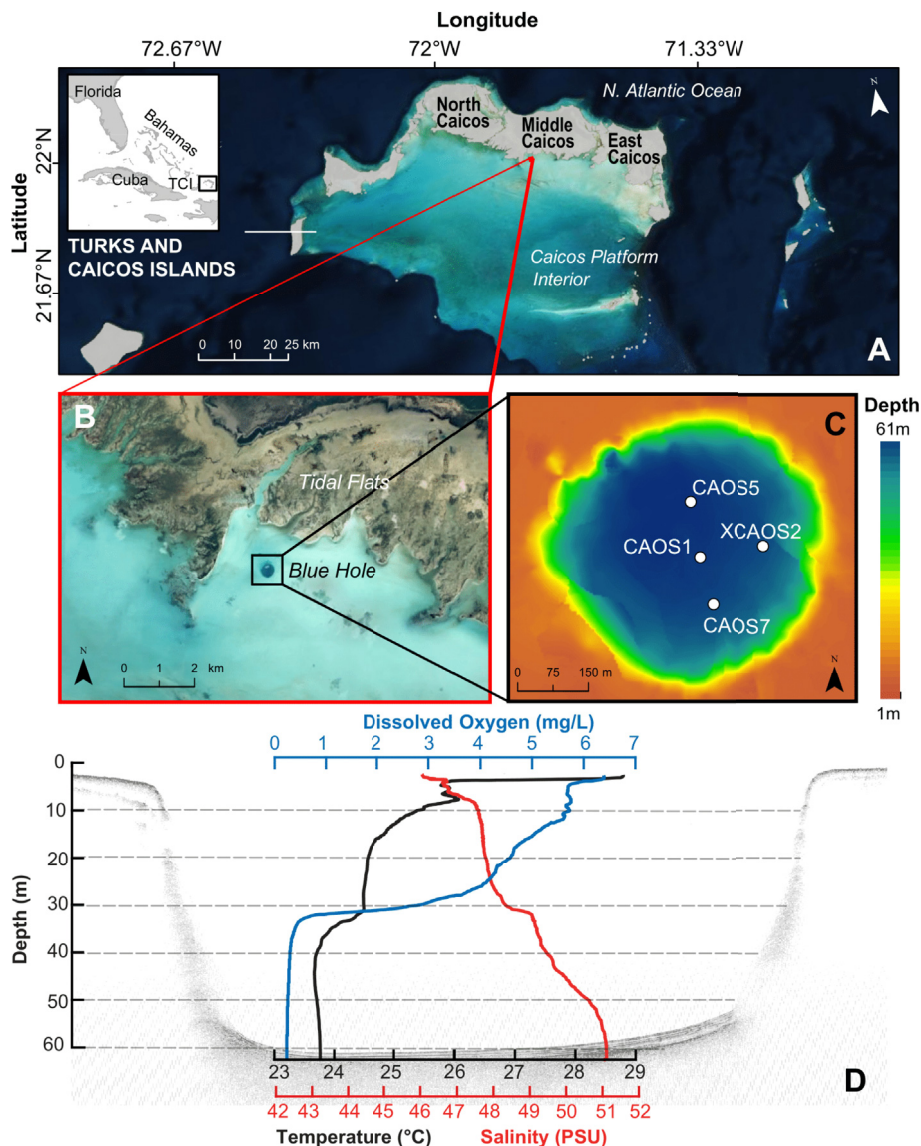 Longitude
72.67°W
72°W
71.33°W
Latitude
22°N
21.67°N
Florida
Bahamas
Cuba
TCI
TURKS AND
CAICOS ISLANDS
North
Caicos
Middle
Caicos
East
Caicos
N. Atlantic Ocean
N
Caicos Platform
Interior
0 10 20 25 km
A
B
Tidal Flats
Blue Hole
N
0 1 2
km
C
CAOS5
XCAOS2
CAOS1
CAOS7
0 75 150 m
N
Depth
61m
1m
Dissolved Oxygen (mg/L)
0 1 2 3 4 5 6 7
Depth (m)
0
10
20
30
40
50
60
23 24 25 26 27 28 29
42 43 44 45 46 47 48 49 50 51 52
Temperature (°C)
Salinity (PSU)
D